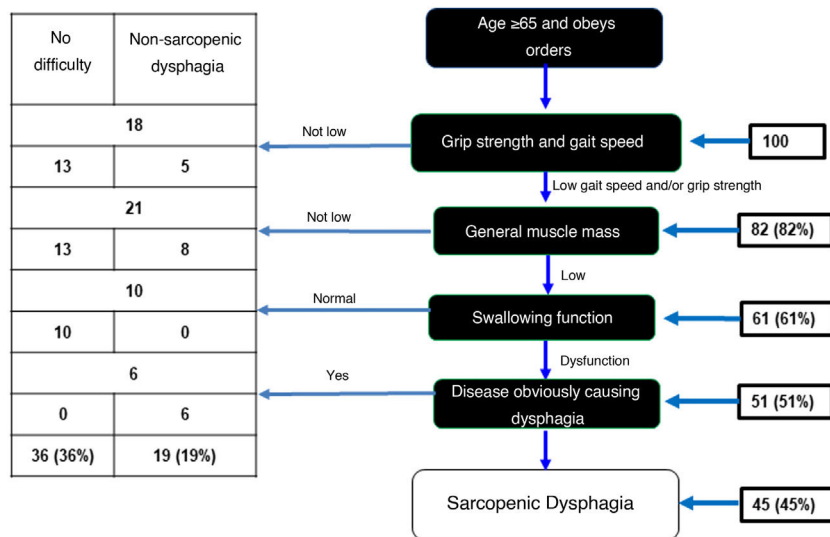 No
difficulty
Non-sarcopenic
dysphagia
18
13 5
21
13 8
10
10 0
6
0 6
36 (36%) 19 (19%)
Age ≥65 and obeys
orders
Not low
Grip strength and gait speed
100
Low gait speed and/or grip strength
Not low
General muscle mass
82 (82%)
Low
Normal
Swallowing function
61 (61%)
Dysfunction
Yes
Disease obviously causing
dysphagia
51 (51%)
Sarcopenic Dysphagia
45 (45%)